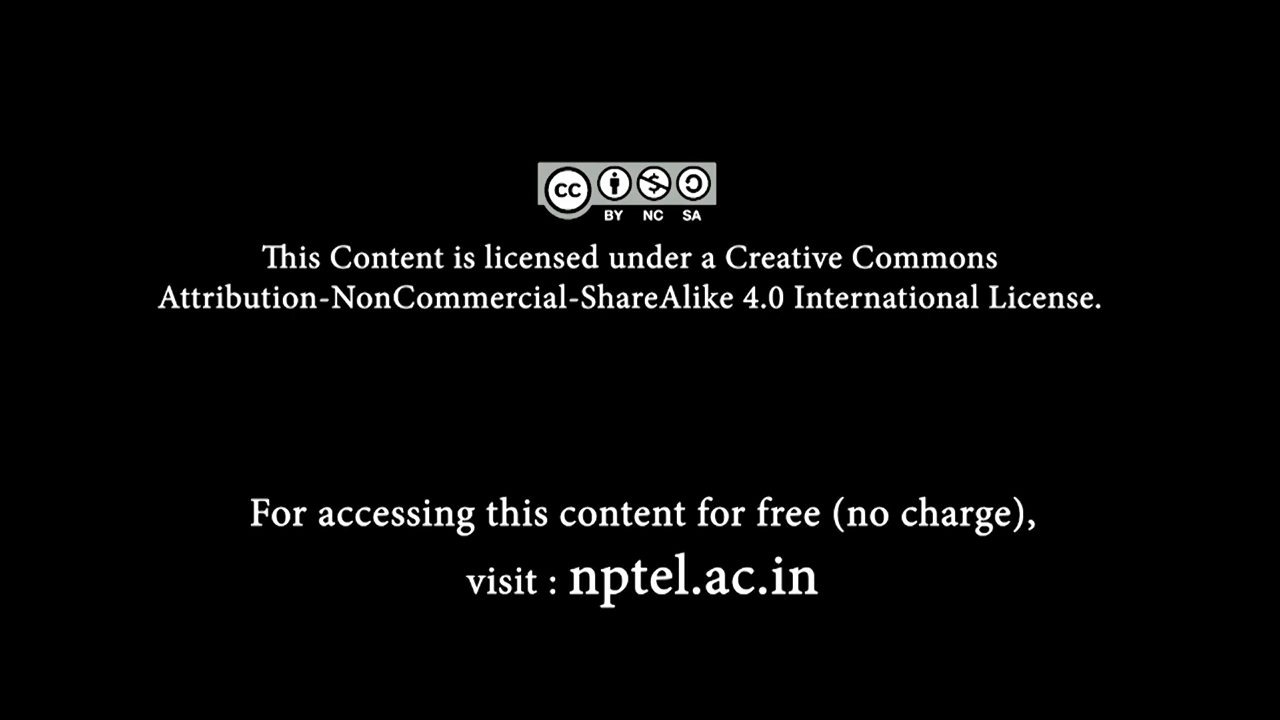 CC
BY NC SA
This Content is licensed under a Creative Commons
Attribution-NonCommercial-ShareAlike 4.0 International License.
For accessing this content for free (no charge),
visit : nptel.ac.in